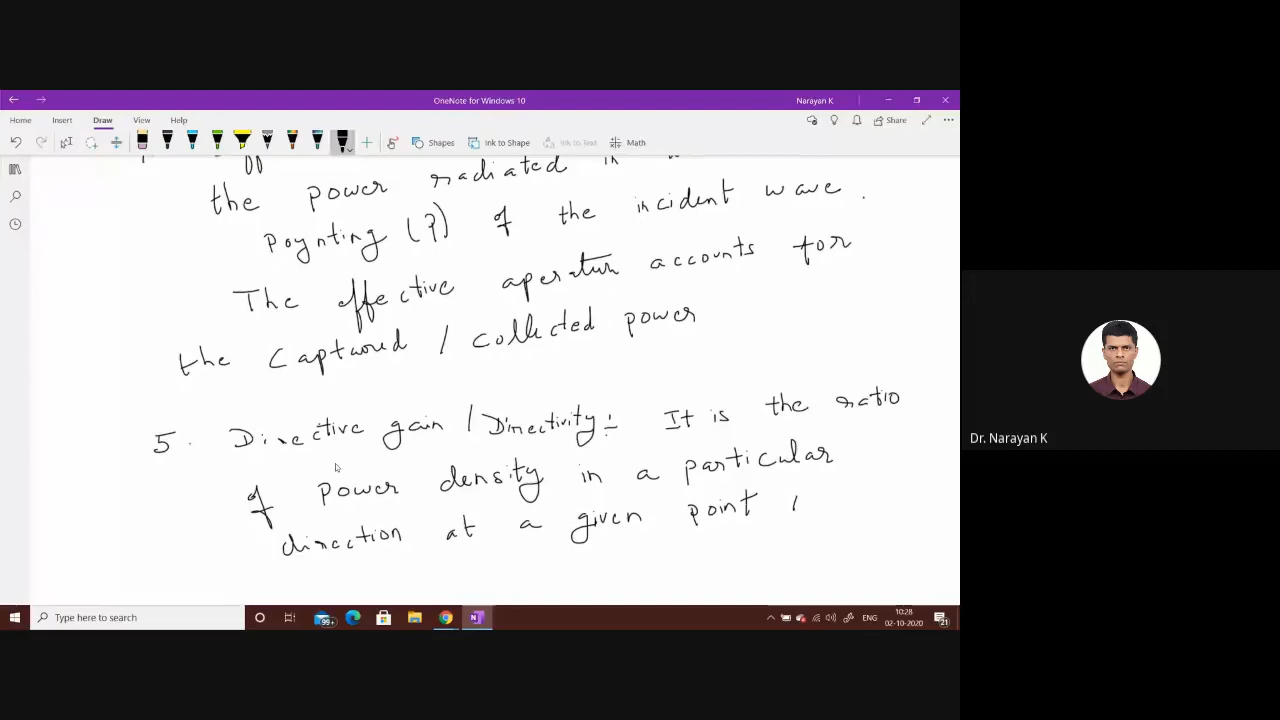 OneNote for Windows 10
Narayan K
Home Insert Draw View Help
Share
Shapes Ink to Shape Ink to Text Math
the power radiated in
Poynting (P) of the incident wave.
The effective aperature accounts for
the captured / collected power
5. Directive gain / Directivity:- It is the ratio
of power density in a particular
direction at a given point
Dr. Narayan K
Type here to search
99+
ENG
10:28
02-10-2020
21